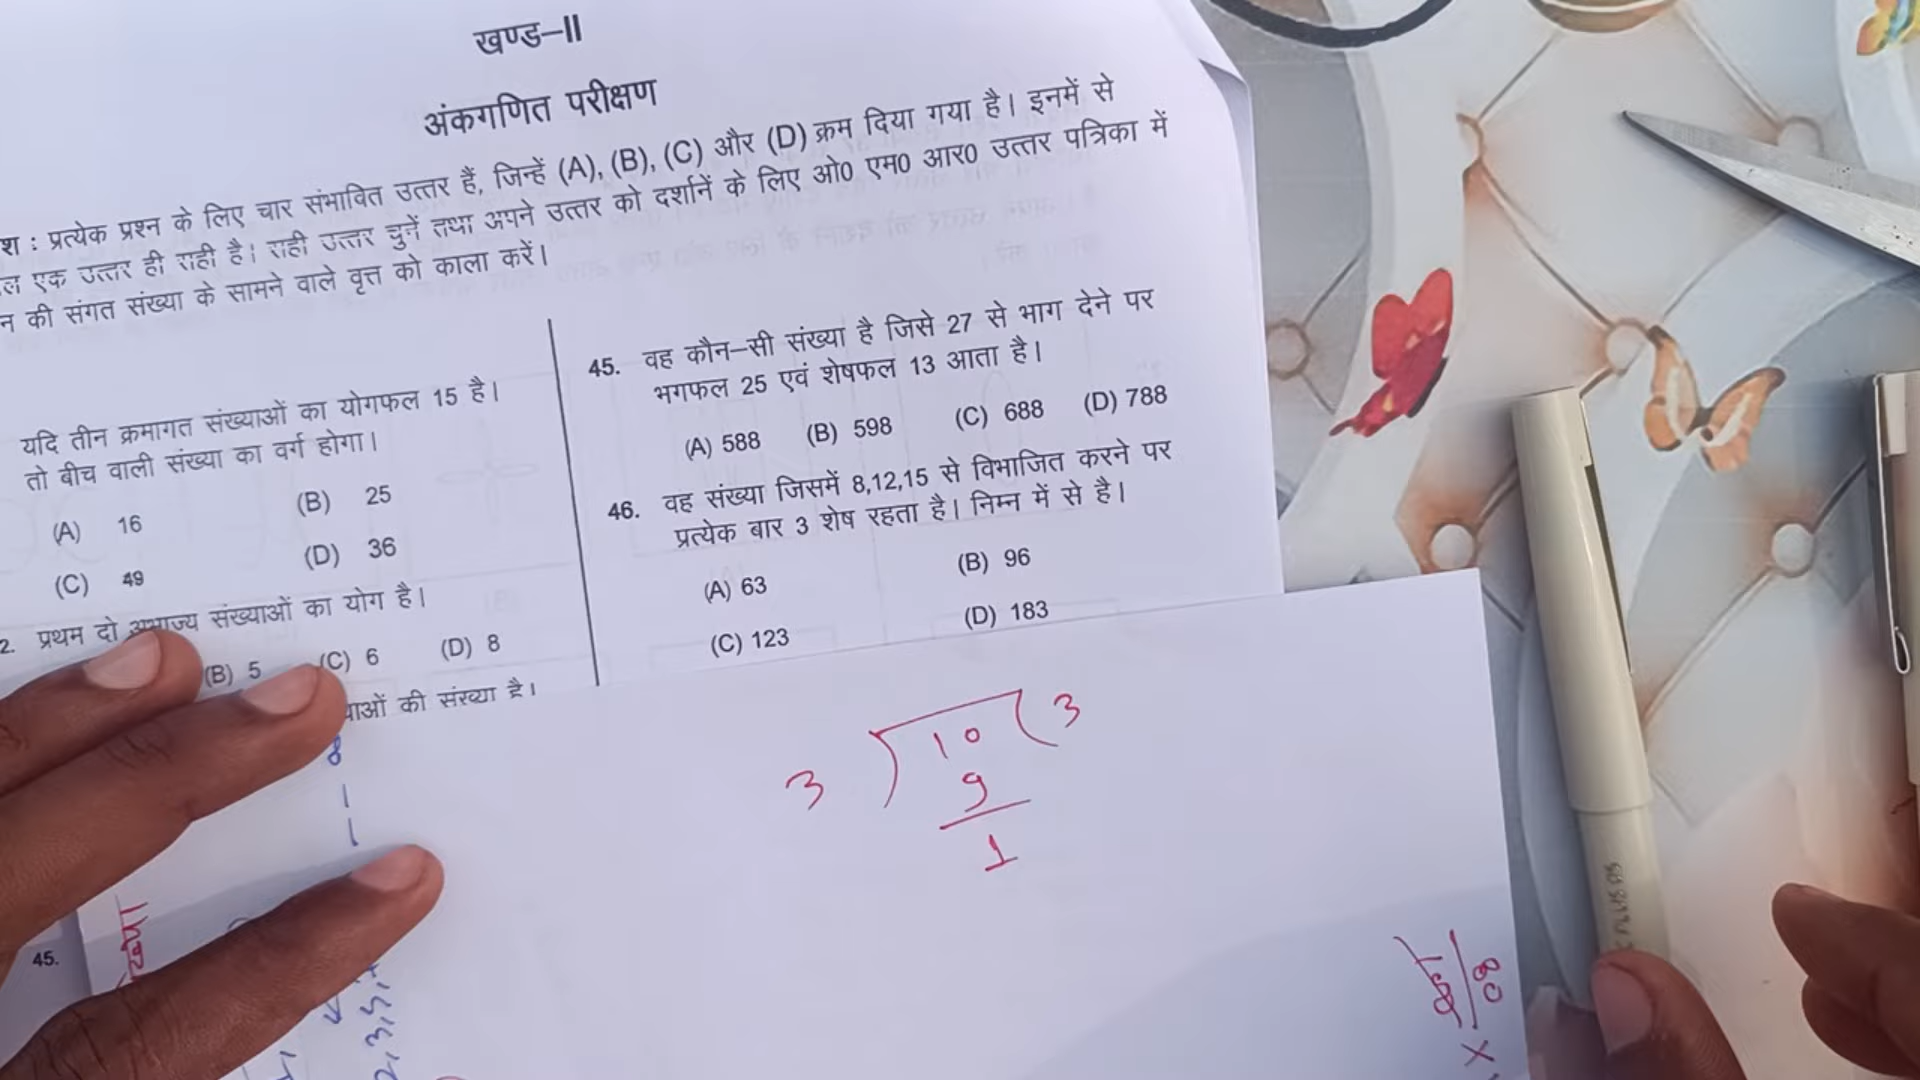 खण्ड–II
अंकगणित परीक्षण
श : प्रत्येक प्रश्न के लिए चार संभावित उत्तर हैं, जिन्हें (A), (B), (C) और (D) क्रम दिया गया है। इनमें से
ल एक उत्तर ही सही है। सही उत्तर चुनें तथा अपने उत्तर को दर्शानें के लिए ओ0 एम0 आर0 उत्तर पत्रिका में
न की संगत संख्या के सामने वाले वृत्त को काला करें।
यदि तीन क्रमागत संख्याओं का योगफल 15 है।
तो बीच वाली संख्या का वर्ग होगा।
(A) 16 (B) 25
(C) 49 (D) 36
2. प्रथम दो अभाज्य संख्याओं का योग है।
(B) 5 (C) 6 (D) 8
याओं की संख्या है।
45. वह कौन–सी संख्या है जिसे 27 से भाग देने पर
भगफल 25 एवं शेषफल 13 आता है।
(A) 588 (B) 598 (C) 688 (D) 788
46. वह संख्या जिसमें 8,12,15 से विभाजित करने पर
प्रत्येक बार 3 शेष रहता है। निम्न में से है।
(A) 63 (B) 96
(C) 123 (D) 183
3 ) 10 ( 3
9
1
45.
80